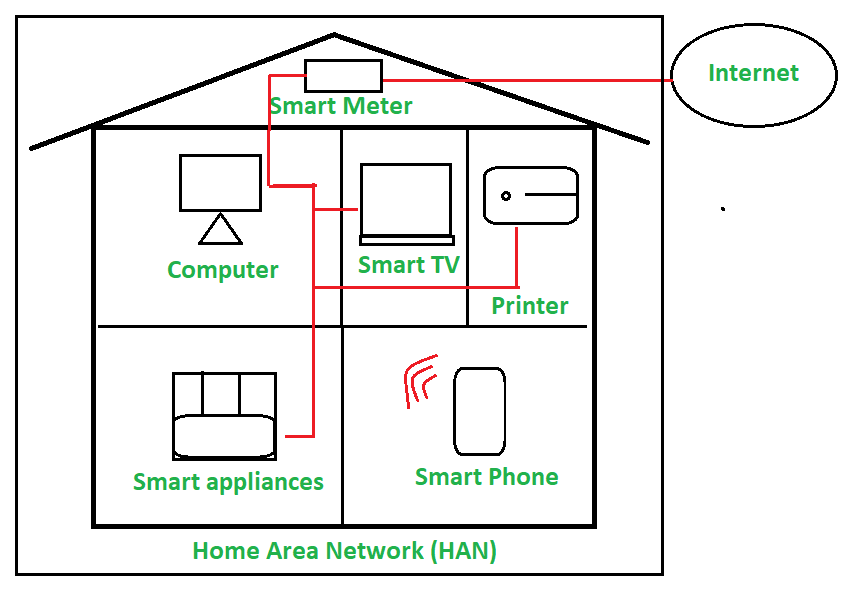 Internet
Smart Meter
Computer
Smart TV
Printer
Smart appliances
Smart Phone
Home Area Network (HAN)